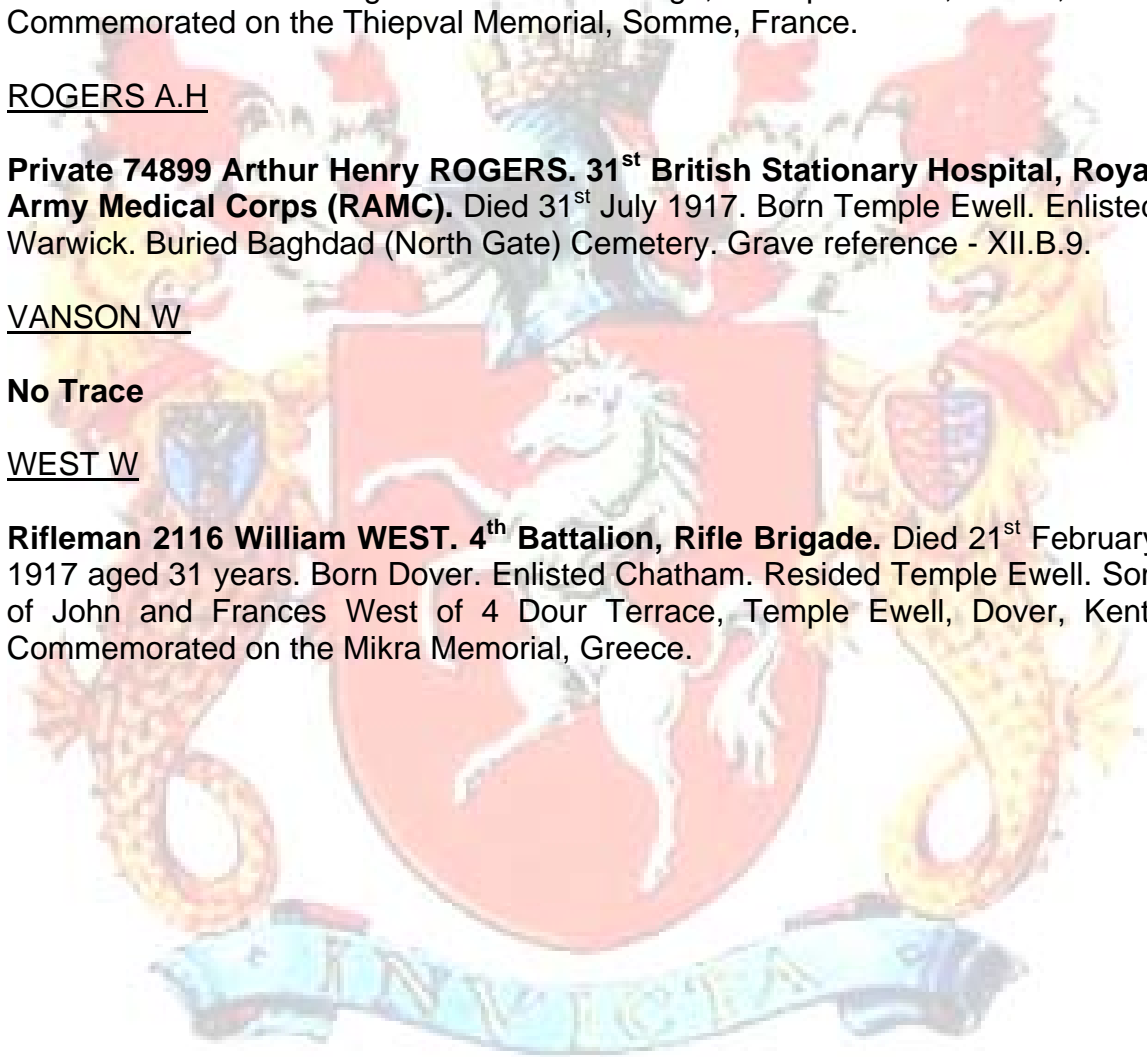 Commemorated on the Thiepval Memorial, Somme, France.
ROGERS A.H
Private 74899 Arthur Henry ROGERS. 31st British Stationary Hospital, Roya
Army Medical Corps (RAMC). Died 31st July 1917. Born Temple Ewell. Enlisted
Warwick. Buried Baghdad (North Gate) Cemetery. Grave reference - XII.B.9.
VANSON W
No Trace
WEST W
Rifleman 2116 William WEST. 4th Battalion, Rifle Brigade. Died 21st February
1917 aged 31 years. Born Dover. Enlisted Chatham. Resided Temple Ewell. Son
of John and Frances West of 4 Dour Terrace, Temple Ewell, Dover, Kent
Commemorated on the Mikra Memorial, Greece.
INVICTA